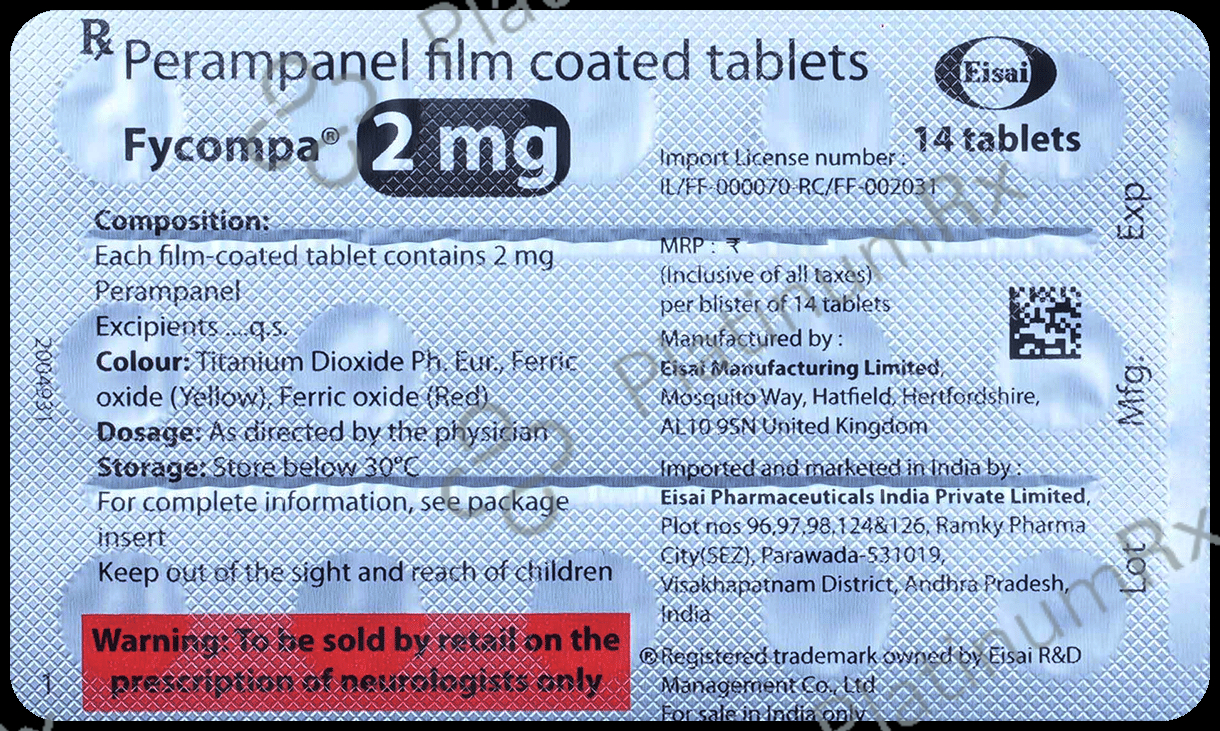 Rx Perampanel film coated tablets
Fycompa® 2 mg
Eisai
14 tablets
Import License number :
IL/FF-000070-RC/FF-002031
Composition:
Each film-coated tablet contains 2 mg
Perampanel
Excipients ....q.s.
Colour: Titanium Dioxide Ph. Eur., Ferric
oxide (Yellow), Ferric oxide (Red)
Dosage: As directed by the physician
Storage: Store below 30°C
For complete information, see package
insert
Keep out of the sight and reach of children
Warning: To be sold by retail on the
prescription of neurologists only
MRP : ₹
(Inclusive of all taxes)
per blister of 14 tablets
Manufactured by :
Eisai Manufacturing Limited,
Mosquito Way, Hatfield, Hertfordshire,
AL10 9SN United Kingdom
Imported and marketed in India by :
Eisai Pharmaceuticals India Private Limited,
Plot nos 96,97,98,124&126, Ramky Pharma
City(SEZ), Parawada-531019,
Visakhapatnam District, Andhra Pradesh,
India
® Registered trademark owned by Eisai R&D
Management Co., Ltd
For sale in India only
Exp
Mfg.
Lot
2004931
1
PlatinumRx
PlatinumRx
PlatinumRx